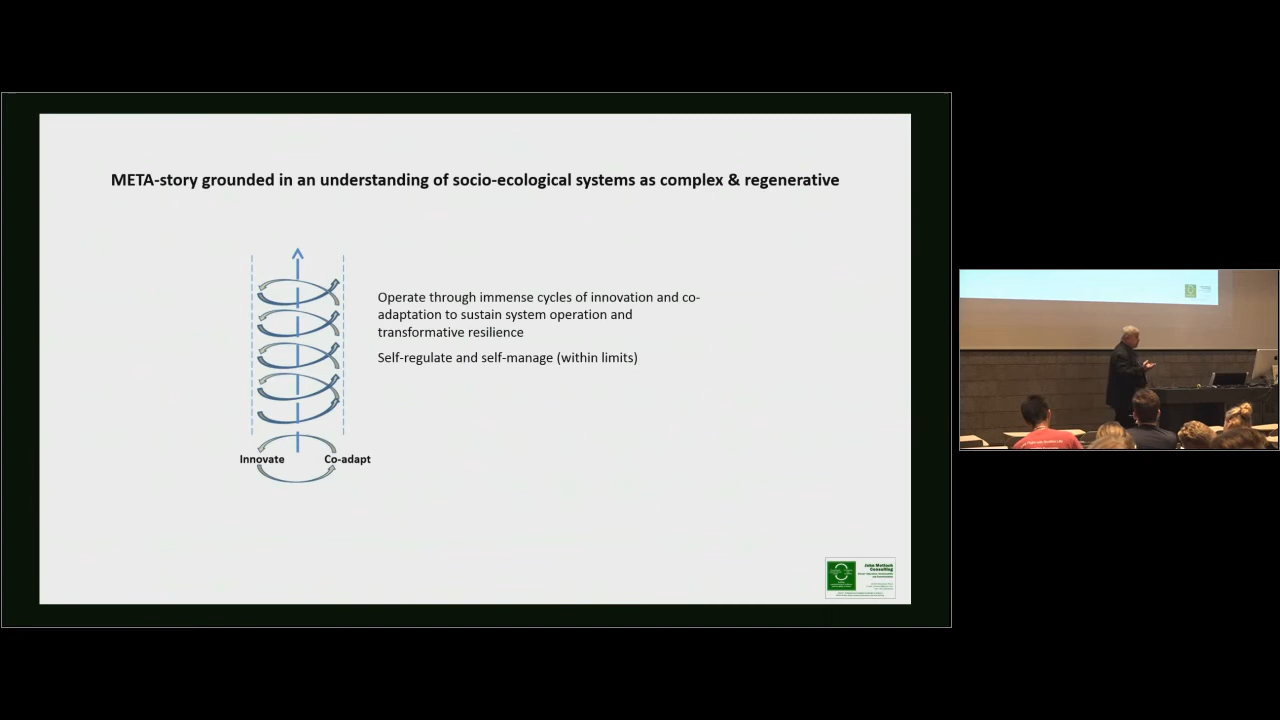 META-story grounded in an understanding of socio-ecological systems as complex & regenerative
Operate through immense cycles of innovation and co-
adaptation to sustain system operation and
transformative resilience
Self-regulate and self-manage (within limits)
Innovate
Co-adapt
Consulting